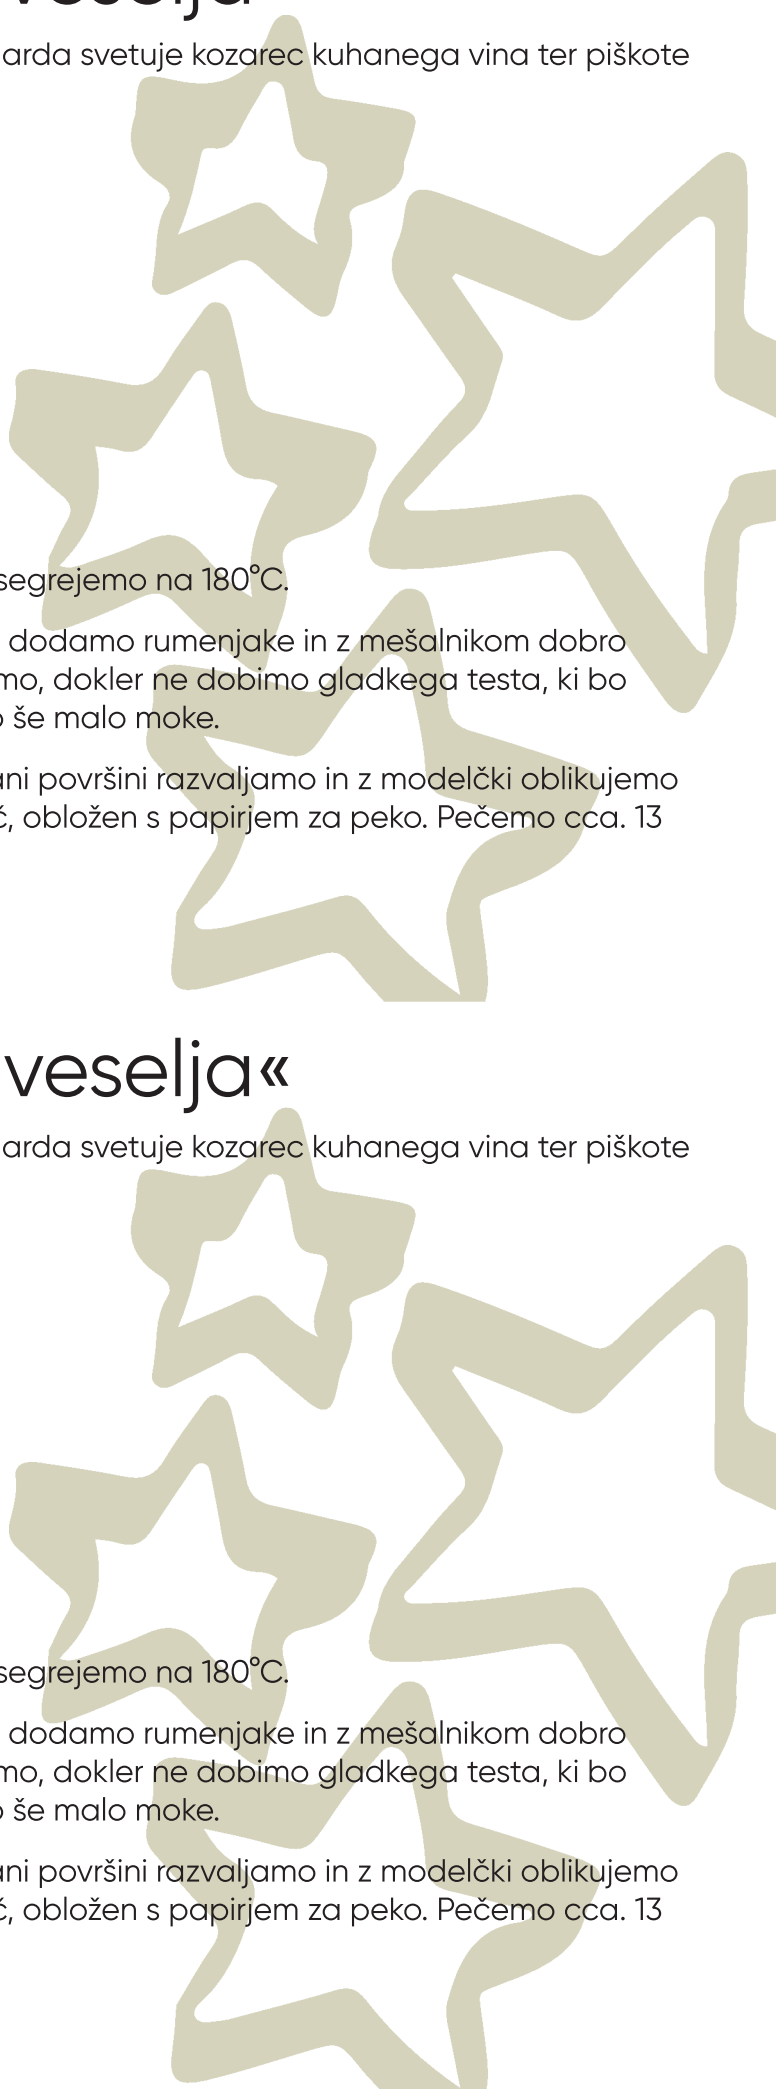 veselja
arda svetuje kozarec kuhanega vina ter piškote
segrejemo na 180°C.
dodamo rumenjake in z mešalnikom dobro
mo, dokler ne dobimo gladkega testa, ki bo
o še malo moke.
ani površini razvaljamo in z modelčki oblikujemo
č, obložen s papirjem za peko. Pečemo cca. 13
veselja«
arda svetuje kozarec kuhanega vina ter piškote
segrejemo na 180°C.
dodamo rumenjake in z mešalnikom dobro
mo, dokler ne dobimo gladkega testa, ki bo
o še malo moke.
ani površini razvaljamo in z modelčki oblikujemo
č, obložen s papirjem za peko. Pečemo cca. 13